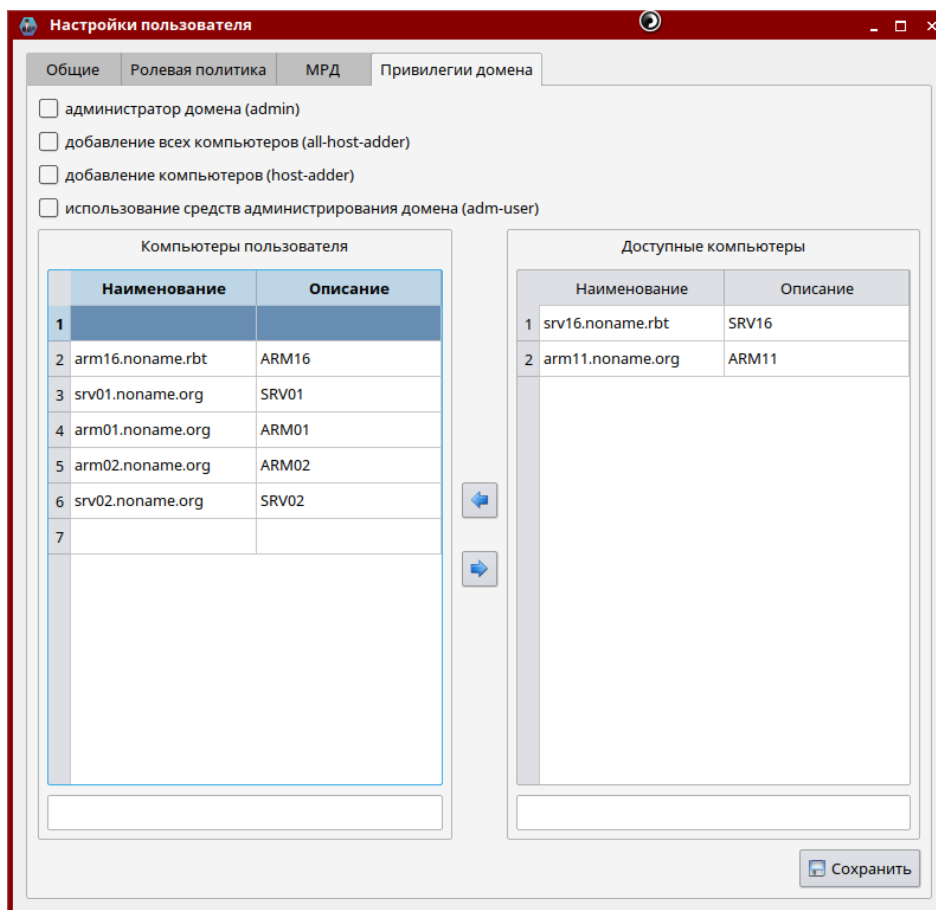 Настройки пользователя
Общие Ролевая политика МРД Привилегии домена
администратор домена (admin)
добавление всех компьютеров (all-host-adder)
добавление компьютеров (host-adder)
использование средств администрирования домена (adm-user)
Компьютеры пользователя
Наименование Описание
1
2 arm16.noname.rbt ARM16
3 srv01.noname.org SRV01
4 arm01.noname.org ARM01
5 arm02.noname.org ARM02
6 srv02.noname.org SRV02
7
Доступные компьютеры
Наименование Описание
1 srv16.noname.rbt SRV16
2 arm11.noname.org ARM11
Сохранить